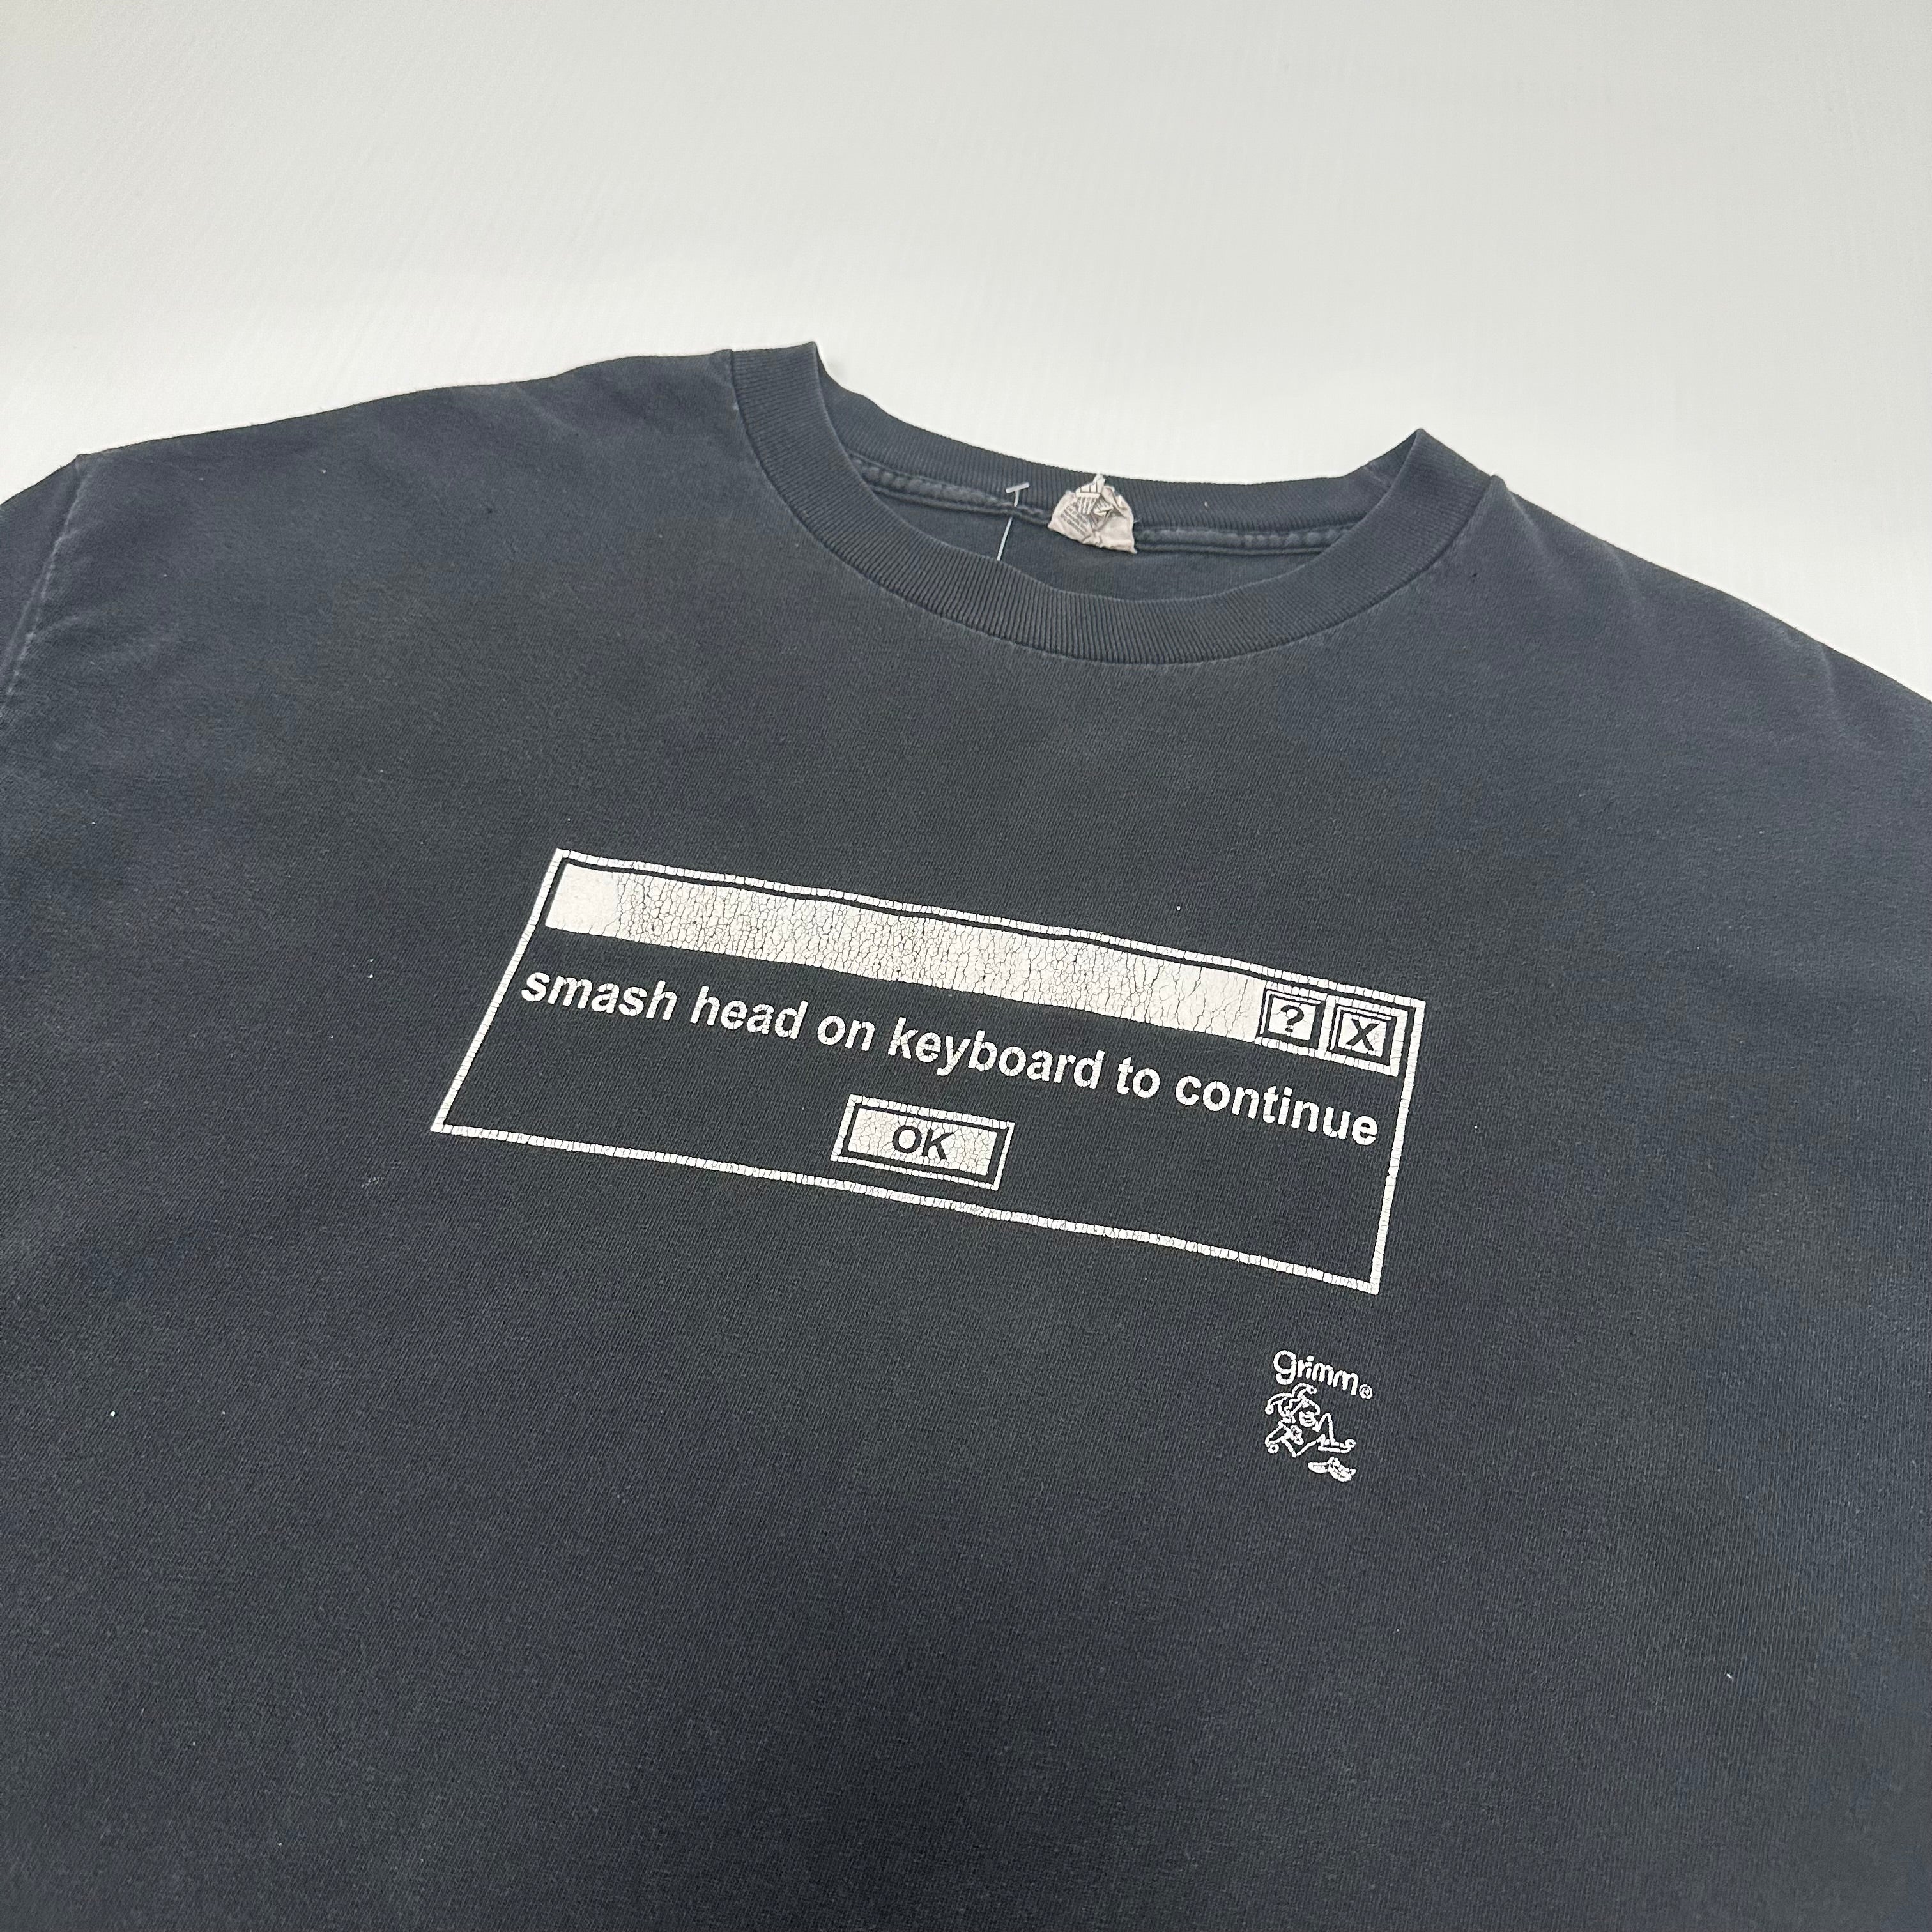 ? X
smash head on keyboard to continue
OK
grimm®